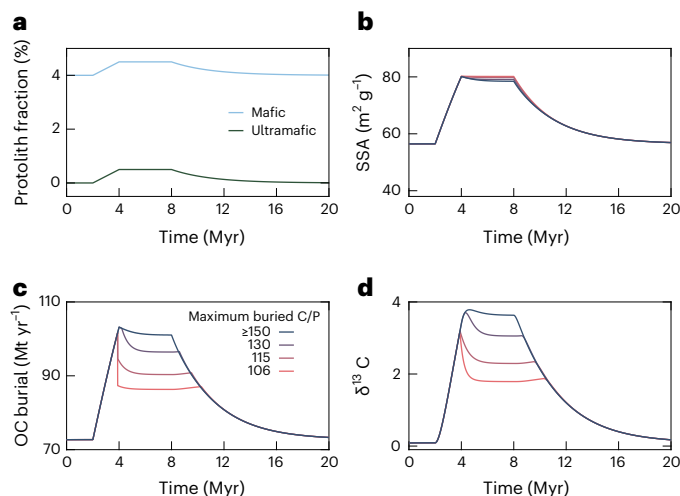 a
Protolith fraction (%)
4
2
0
Mafic
Ultramafic
0 4 8 12 16 20
Time (Myr)
b
SSA (m² g⁻¹)
80
60
40
0 4 8 12 16 20
Time (Myr)
c
OC burial (Mt yr⁻¹)
110
90
70
Maximum buried C/P
≥150
130
115
106
0 4 8 12 16 20
Time (Myr)
d
δ¹³ C
4
2
0
0 4 8 12 16 20
Time (Myr)